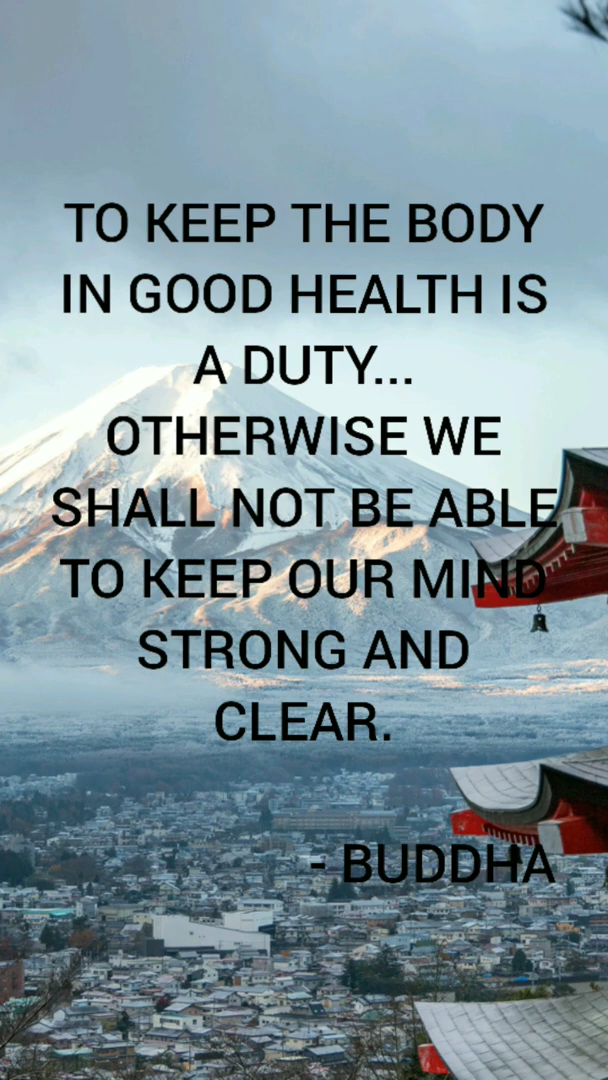 TO KEEP THE BODY
IN GOOD HEALTH IS
A DUTY...
OTHERWISE WE
SHALL NOT BE ABLE
TO KEEP OUR MIND
STRONG AND
CLEAR.
- BUDDHA